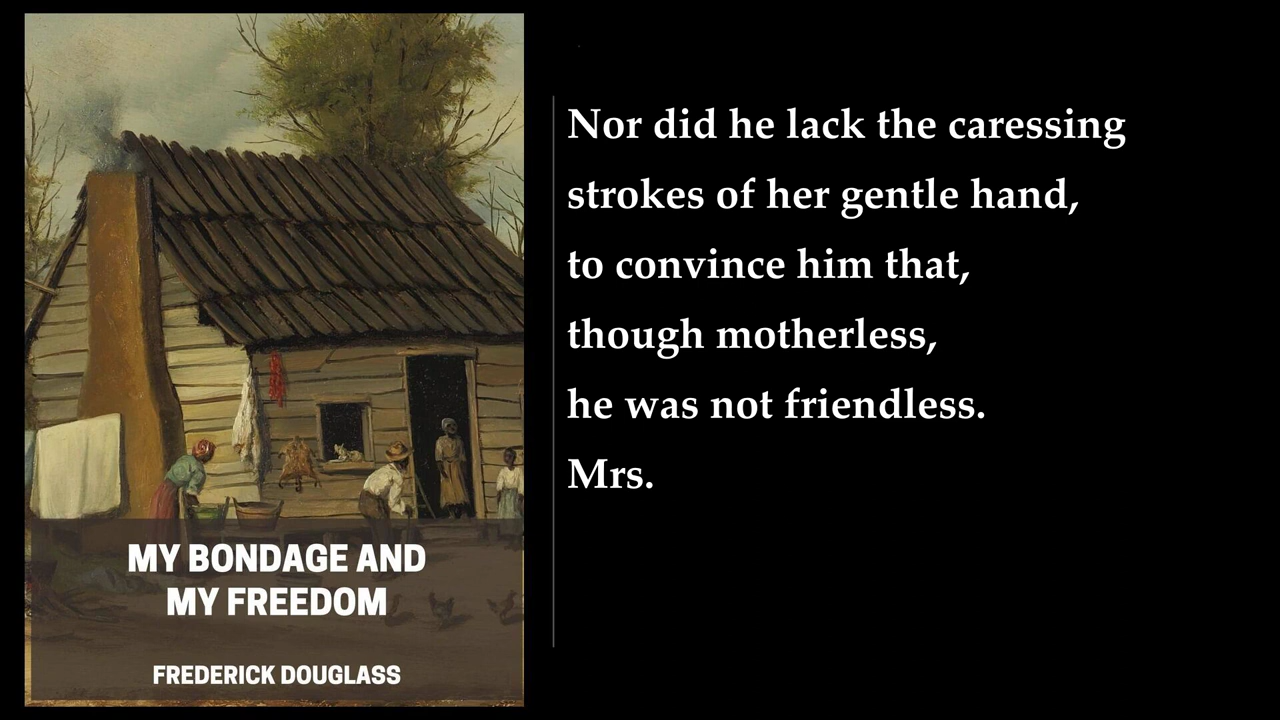 MY BONDAGE AND
MY FREEDOM
FREDERICK DOUGLASS
Nor did he lack the caressing
strokes of her gentle hand,
to convince him that,
though motherless,
he was not friendless.
Mrs.